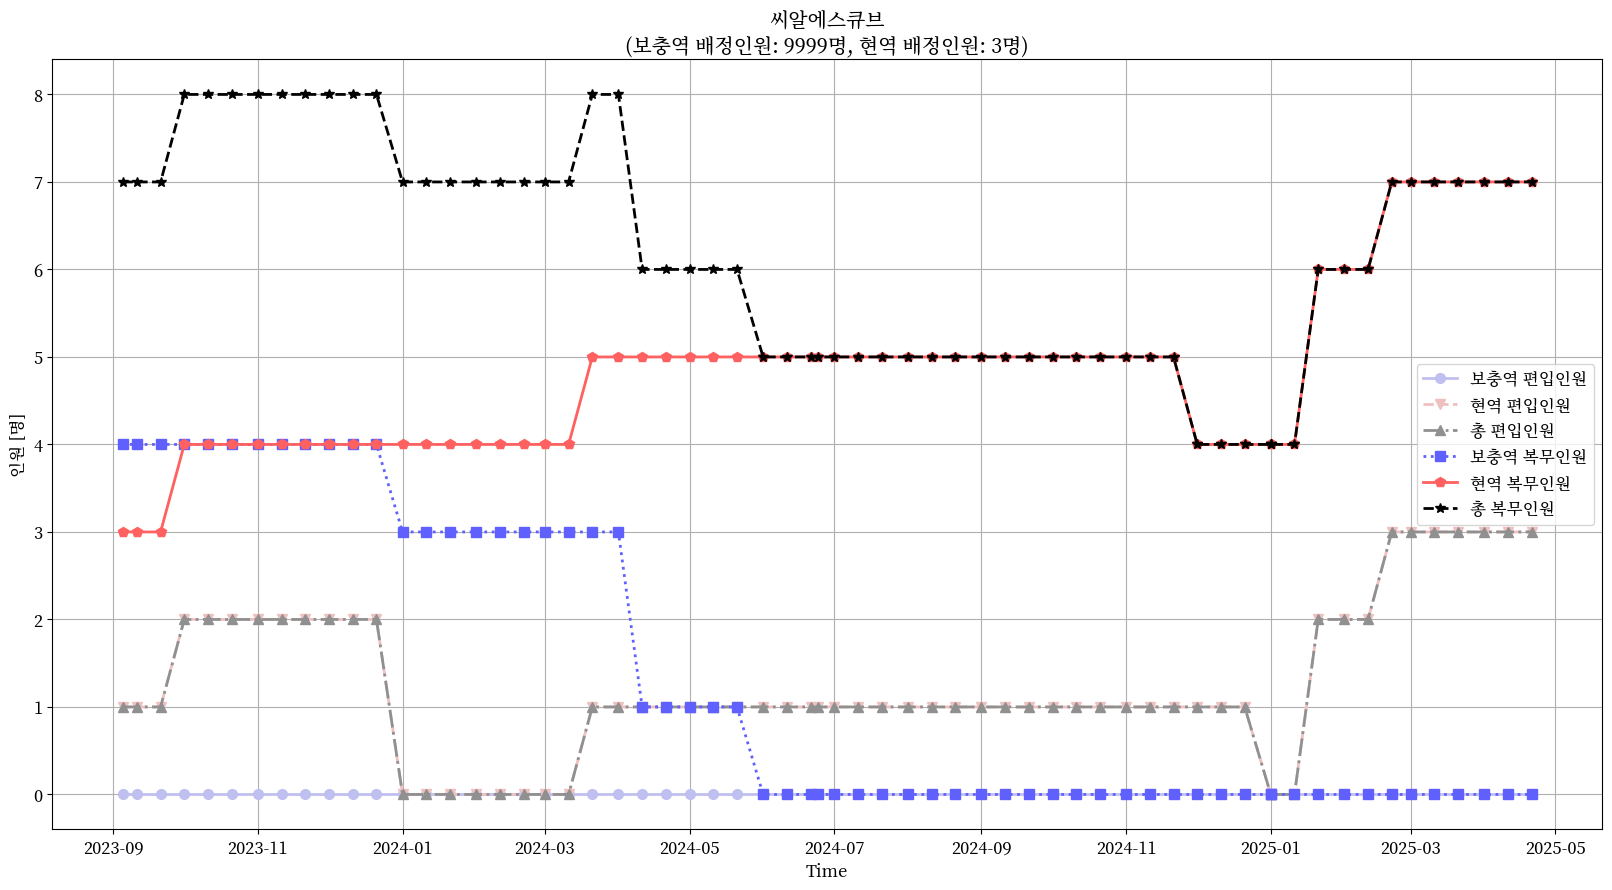 씨알에스큐브
(보충역 배정인원: 9999명, 현역 배정인원: 3명)
인원 [명]
8
7
6
5
4
3
2
1
0
보충역 편입인원
현역 편입인원
총 편입인원
보충역 복무인원
현역 복무인원
총 복무인원
2023-09 2023-11 2024-01 2024-03 2024-05 2024-07 2024-09 2024-11 2025-01 2025-03 2025-05
Time